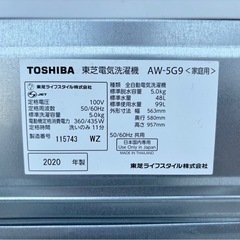 TOSHIBA 東芝電気洗濯機 AW-5G9 <家庭用>
定格電圧 100V
定格周波数 50/60Hz
標準洗濯容量 5.0kg
電動機定格消費電力 360/435W
標準使用時間 洗いのみ 11分
種類 全自動電気洗濯機
標準脱水容量 5.0kg
標準水量 48L
標準使用水量 99L
外形寸法 幅 563mm
奥行 580mm
高さ 957mm
50/60Hz 共用
115743 WZ
2020 年製
日本国内専用
Use Only in Japan
MADE IN THAILAND
東芝ライフスタイル株式会社